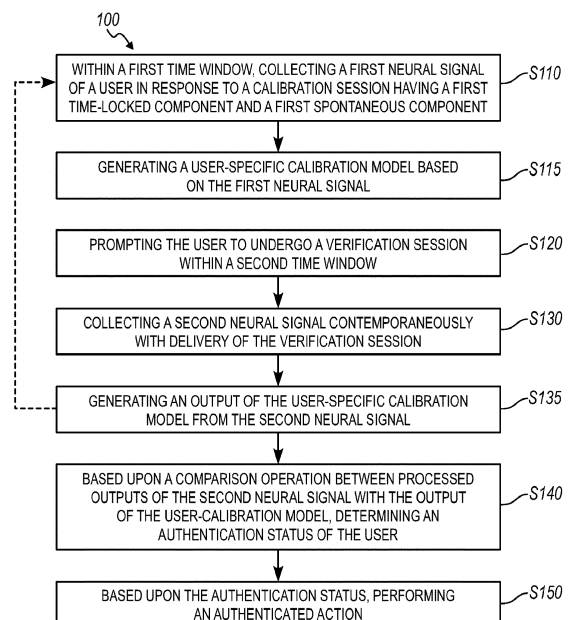 100
WITHIN A FIRST TIME WINDOW, COLLECTING A FIRST NEURAL SIGNAL
OF A USER IN RESPONSE TO A CALIBRATION SESSION HAVING A FIRST
TIME-LOCKED COMPONENT AND A FIRST SPONTANEOUS COMPONENT
S110
GENERATING A USER-SPECIFIC CALIBRATION MODEL BASED
ON THE FIRST NEURAL SIGNAL
S115
PROMPTING THE USER TO UNDERGO A VERIFICATION SESSION
WITHIN A SECOND TIME WINDOW
S120
COLLECTING A SECOND NEURAL SIGNAL CONTEMPORANEOUSLY
WITH DELIVERY OF THE VERIFICATION SESSION
S130
GENERATING AN OUTPUT OF THE USER-SPECIFIC CALIBRATION
MODEL FROM THE SECOND NEURAL SIGNAL
S135
BASED UPON A COMPARISON OPERATION BETWEEN PROCESSED
OUTPUTS OF THE SECOND NEURAL SIGNAL WITH THE OUTPUT
OF THE USER-CALIBRATION MODEL, DETERMINING AN
AUTHENTICATION STATUS OF THE USER
S140
BASED UPON THE AUTHENTICATION STATUS, PERFORMING
AN AUTHENTICATED ACTION
S150